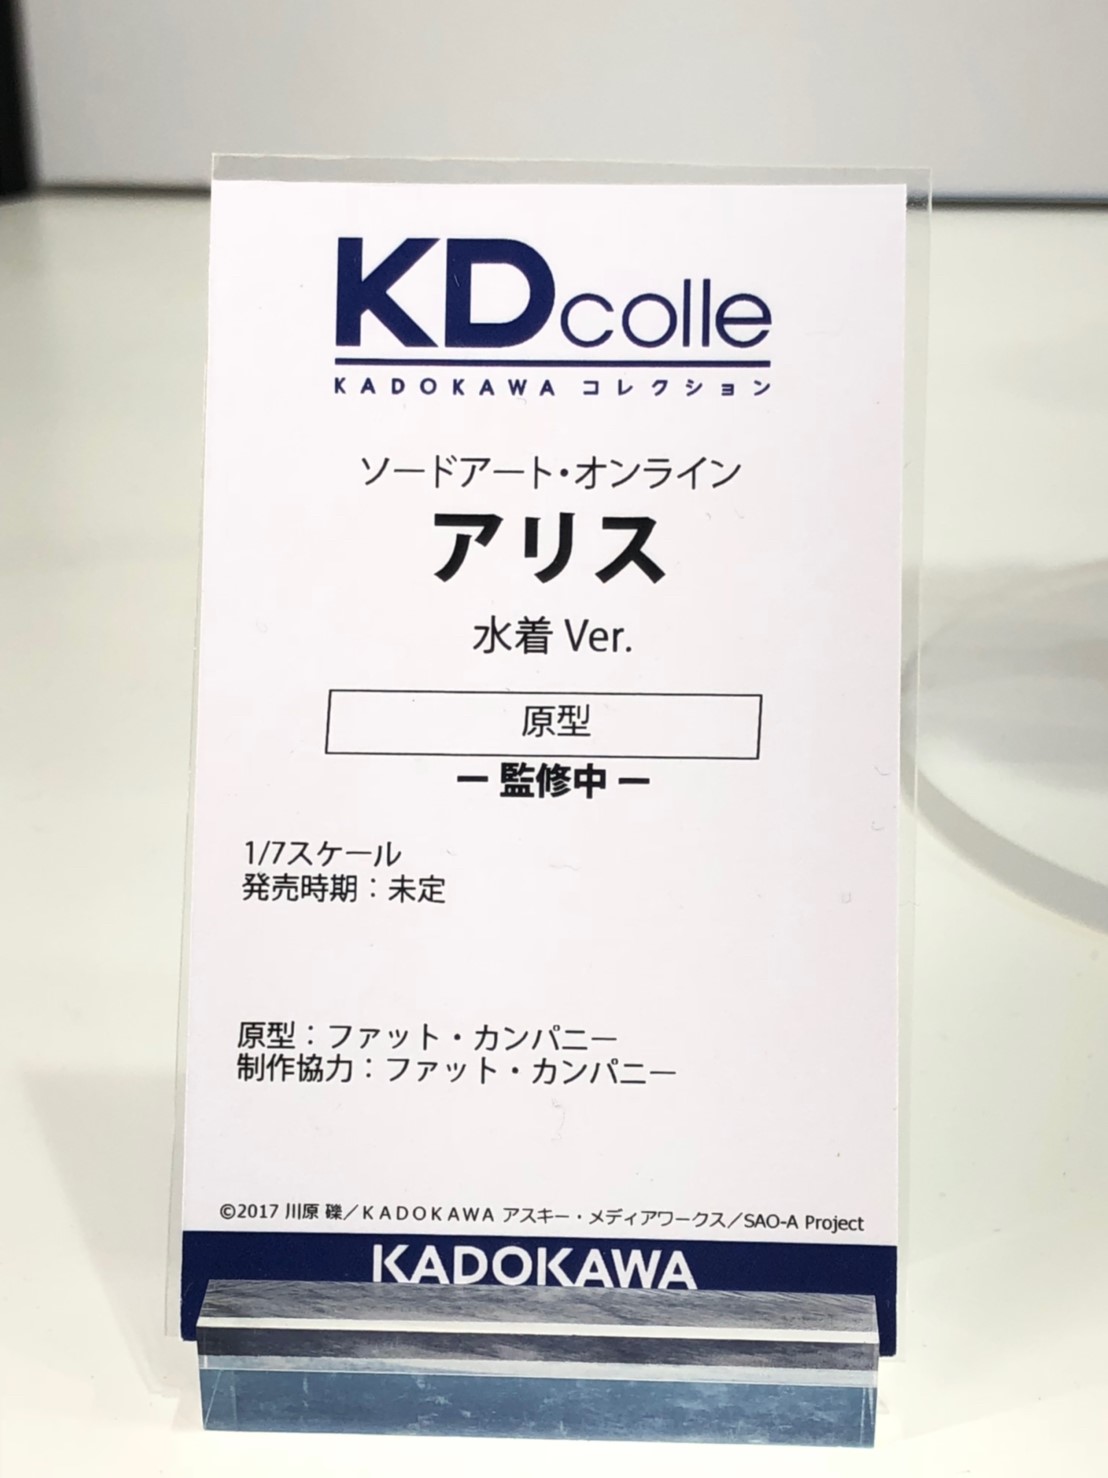 KDcolle
KADOKAWA コレクション
ソードアート・オンライン
アリス
水着 Ver.
原型
ー 監修中 ー
1/7スケール
発売時期：未定
原型：ファット・カンパニー
制作協力：ファット・カンパニー
©2017 川原 礫／ＫＡＤＯＫＡＷＡ アスキー・メディアワークス／SAO-A Project
KADOKAWA